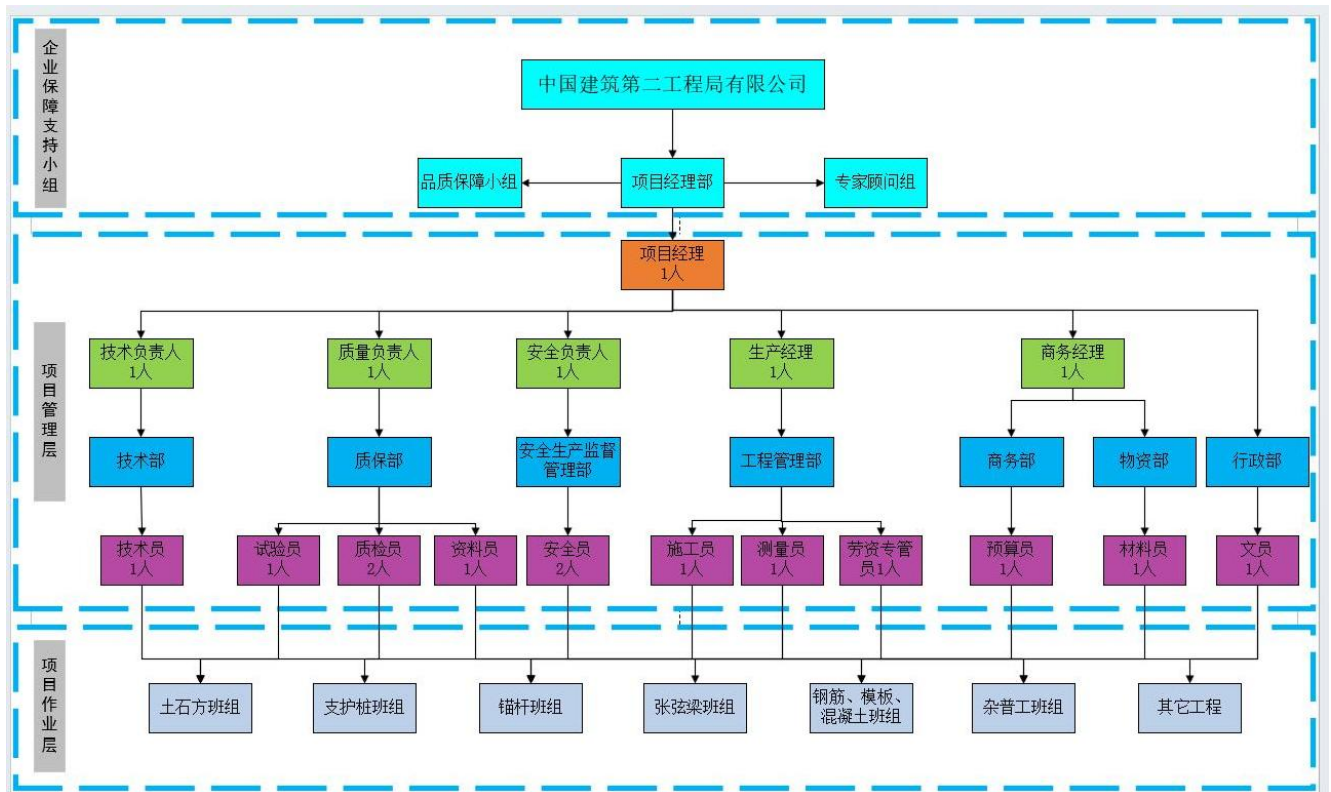 企业保障支持小组
中国建筑第二工程局有限公司
品质保障小组
项目经理部
专家顾问组
项目管理层
项目经理
1人
技术负责人
1人
质量负责人
1人
安全负责人
1人
生产经理
1人
商务经理
1人
技术部
质保部
安全生产监督
管理部
工程管理部
商务部
物资部
行政部
技术员
1人
试验员
1人
质检员
2人
资料员
1人
安全员
2人
施工员
1人
测量员
1人
劳资专管
员1人
预算员
1人
材料员
1人
文员
1人
项目作业层
土石方班组
支护桩班组
锚杆班组
张弦梁班组
钢筋、模板、
混凝土班组
杂普工班组
其它工程